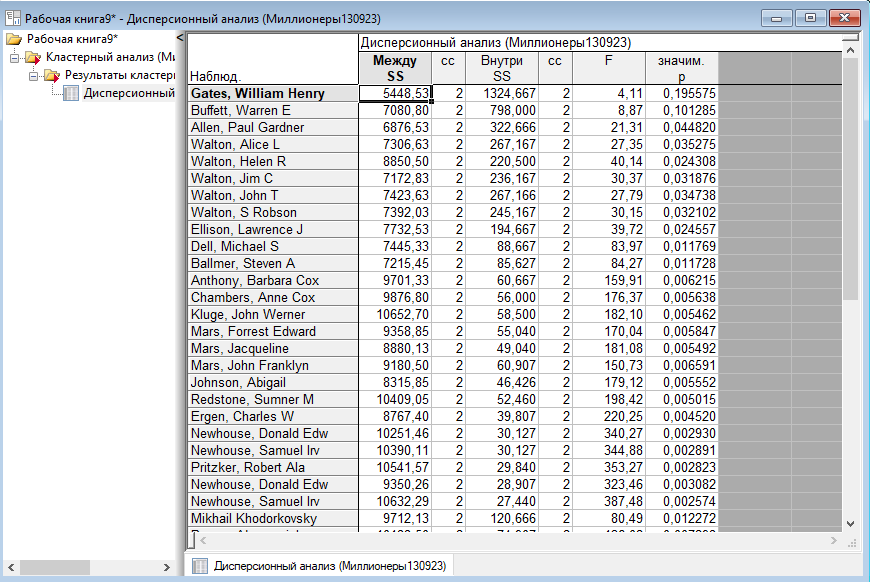 Рабочая книга9* - Дисперсионный анализ (Миллионеры130923)
Рабочая книга9*
Кластерный анализ (Ми
Результаты кластер
Дисперсионный
Дисперсионный анализ (Миллионеры130923)
Наблюд. Между SS сс Внутри SS сс F значим. p
Gates, William Henry 5448,53 2 1324,667 2 4,11 0,195575
Buffett, Warren E 7080,80 2 798,000 2 8,87 0,101285
Allen, Paul Gardner 6876,53 2 322,666 2 21,31 0,044820
Walton, Alice L 7306,63 2 267,167 2 27,35 0,035275
Walton, Helen R 8850,50 2 220,500 2 40,14 0,024308
Walton, Jim C 7172,83 2 236,167 2 30,37 0,031876
Walton, John T 7423,63 2 267,166 2 27,79 0,034738
Walton, S Robson 7392,03 2 245,167 2 30,15 0,032102
Ellison, Lawrence J 7732,53 2 194,667 2 39,72 0,024557
Dell, Michael S 7445,33 2 88,667 2 83,97 0,011769
Ballmer, Steven A 7215,45 2 85,627 2 84,27 0,011728
Anthony, Barbara Cox 9701,33 2 60,667 2 159,91 0,006215
Chambers, Anne Cox 9876,80 2 56,000 2 176,37 0,005638
Kluge, John Werner 10652,70 2 58,500 2 182,10 0,005462
Mars, Forrest Edward 9358,85 2 55,040 2 170,04 0,005847
Mars, Jacqueline 8880,13 2 49,040 2 181,08 0,005492
Mars, John Franklyn 9180,50 2 60,907 2 150,73 0,006591
Johnson, Abigail 8315,85 2 46,426 2 179,12 0,005552
Redstone, Sumner M 10409,05 2 52,460 2 198,42 0,005015
Ergen, Charles W 8767,40 2 39,807 2 220,25 0,004520
Newhouse, Donald Edw 10251,46 2 30,127 2 340,27 0,002930
Newhouse, Samuel Irv 10390,11 2 30,127 2 344,88 0,002891
Pritzker, Robert Ala 10541,57 2 29,840 2 353,27 0,002823
Newhouse, Donald Edw 9350,26 2 28,907 2 323,46 0,003082
Newhouse, Samuel Irv 10632,29 2 27,440 2 387,48 0,002574
Mikhail Khodorkovsky 9712,13 2 120,666 2 80,49 0,012272
Дисперсионный анализ (Миллионеры130923)